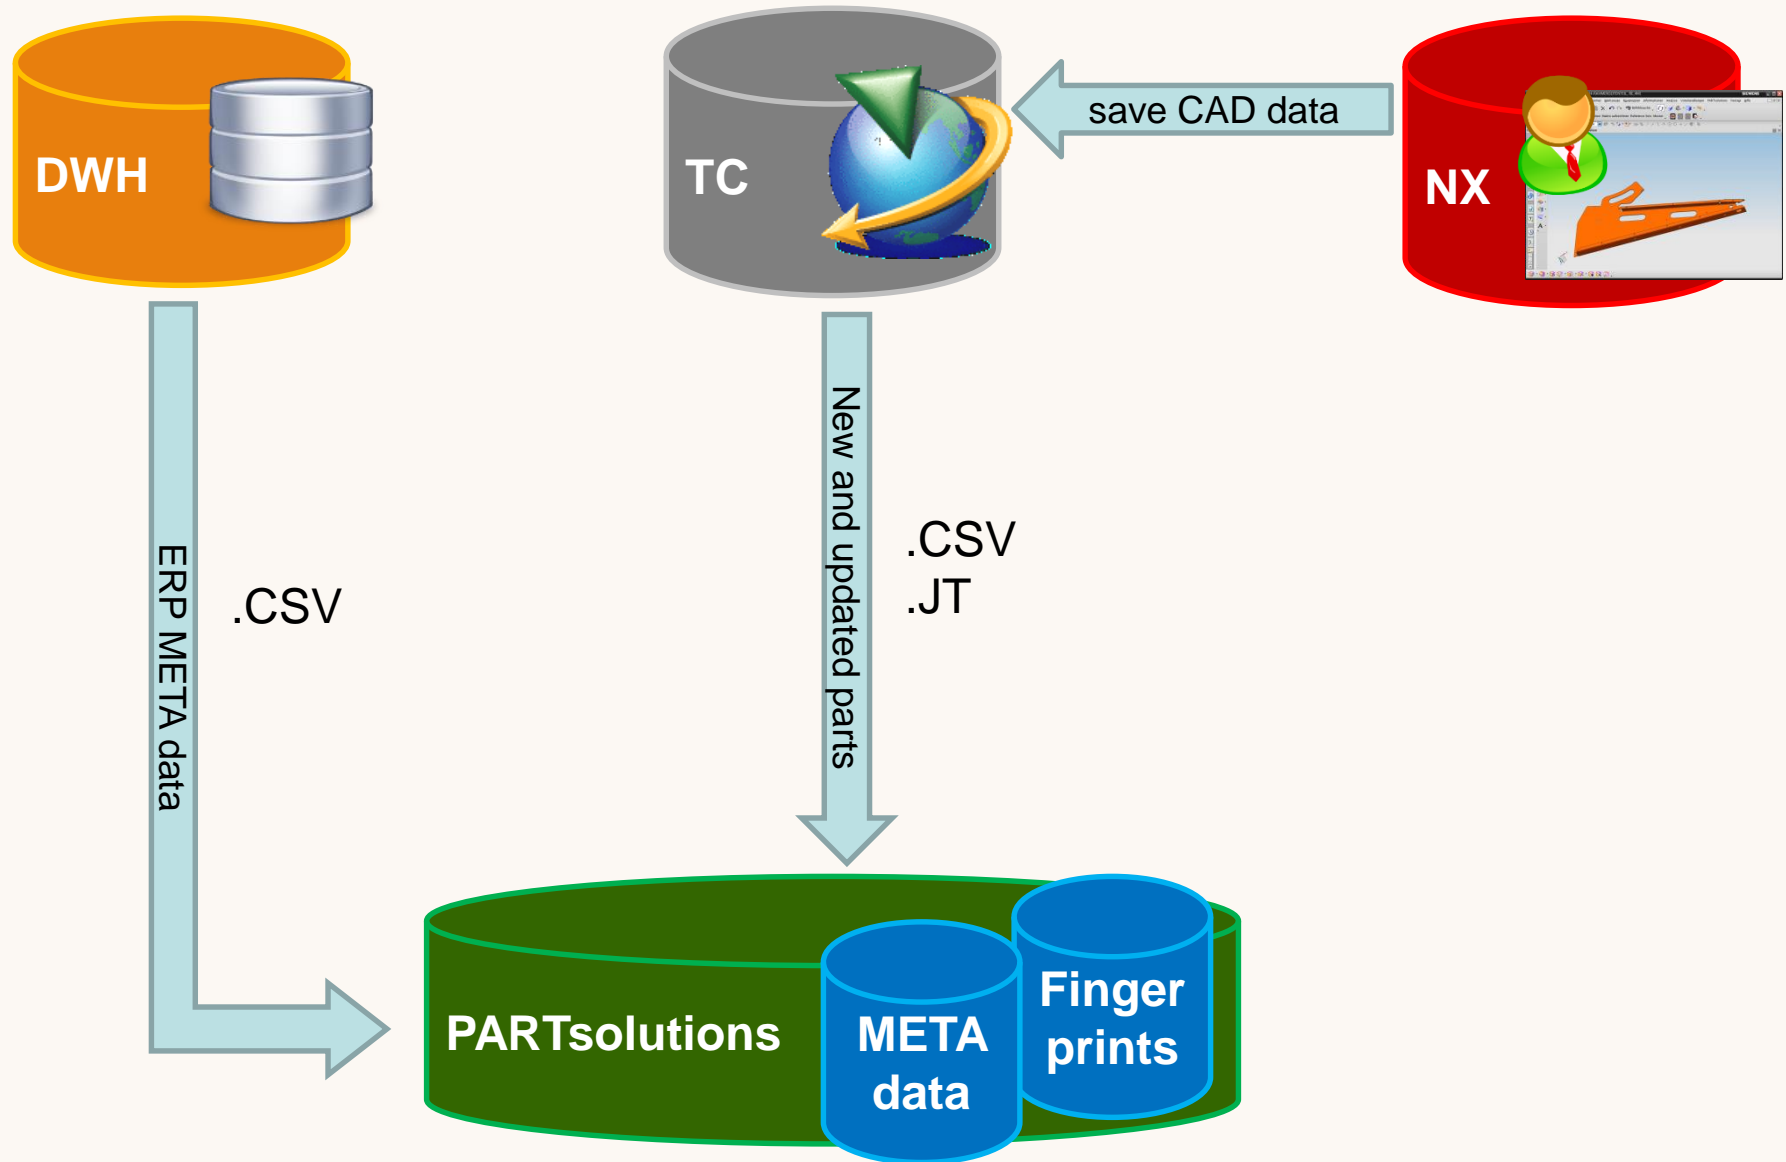 DWH
TC
save CAD data
NX
ERP META data
.CSV
New and updated parts
.CSV
.JT
PARTsolutions
META
data
Finger
prints